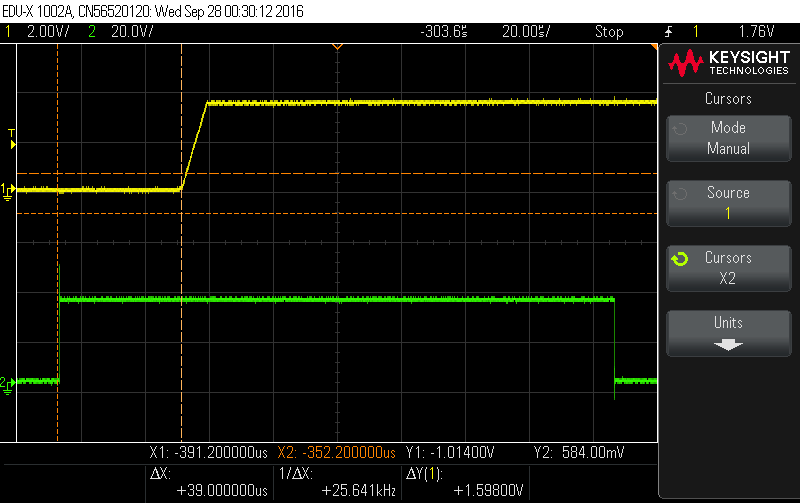 EDU-X 1002A, CN56520120: Wed Sep 28 00:30:12 2016
1 2.00V/ 2 20.0V/ -303.6s 20.00s/ Stop 1 1.76V
KEYSIGHT
TECHNOLOGIES
Cursors
Mode
Manual
Source
1
Cursors
X2
Units
T
1
2
X1: -391.200000us X2: -352.200000us Y1: -1.01400V Y2: 584.00mV
ΔX: 1/ΔX: ΔY(1):
+39.000000us +25.641kHz +1.59800V